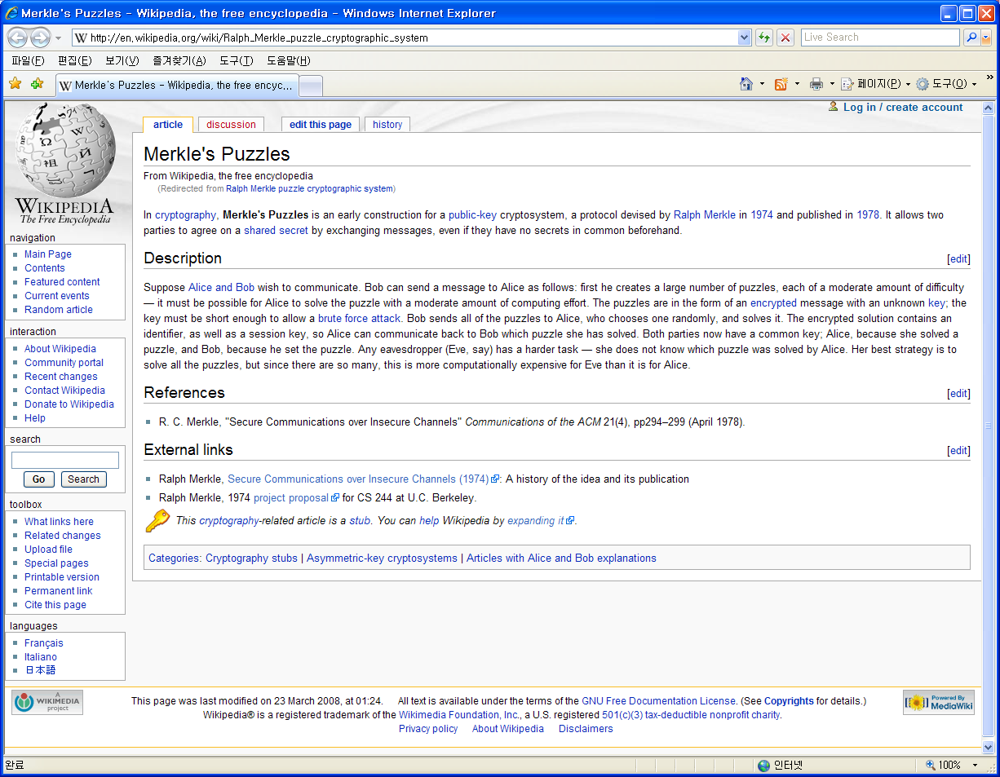 Merkle's Puzzles - Wikipedia, the free encyclopedia - Windows Internet Explorer
http://en.wikipedia.org/wiki/Ralph_Merkle_puzzle_cryptographic_system
Live Search
파일(F) 편집(E) 보기(V) 즐겨찾기(A) 도구(T) 도움말(H)
Merkle's Puzzles - Wikipedia, the free encyc...
페이지(P) 도구(O)
Log in / create account
article discussion edit this page history
WIKIPEDIA
The Free Encyclopedia
navigation
Main Page
Contents
Featured content
Current events
Random article
interaction
About Wikipedia
Community portal
Recent changes
Contact Wikipedia
Donate to Wikipedia
Help
search
Go Search
toolbox
What links here
Related changes
Upload file
Special pages
Printable version
Permanent link
Cite this page
languages
Français
Italiano
日本語
Merkle's Puzzles
From Wikipedia, the free encyclopedia
(Redirected from Ralph Merkle puzzle cryptographic system)
In cryptography, Merkle's Puzzles is an early construction for a public-key cryptosystem, a protocol devised by Ralph Merkle in 1974 and published in 1978. It allows two
parties to agree on a shared secret by exchanging messages, even if they have no secrets in common beforehand.
Description [edit]
Suppose Alice and Bob wish to communicate. Bob can send a message to Alice as follows: first he creates a large number of puzzles, each of a moderate amount of difficulty
— it must be possible for Alice to solve the puzzle with a moderate amount of computing effort. The puzzles are in the form of an encrypted message with an unknown key; the
key must be short enough to allow a brute force attack. Bob sends all of the puzzles to Alice, who chooses one randomly, and solves it. The encrypted solution contains an
identifier, as well as a session key, so Alice can communicate back to Bob which puzzle she has solved. Both parties now have a common key; Alice, because she solved a
puzzle, and Bob, because he set the puzzle. Any eavesdropper (Eve, say) has a harder task — she does not know which puzzle was solved by Alice. Her best strategy is to
solve all the puzzles, but since there are so many, this is more computationally expensive for Eve than it is for Alice.
References [edit]
R. C. Merkle, "Secure Communications over Insecure Channels" Communications of the ACM 21(4), pp294–299 (April 1978).
External links [edit]
Ralph Merkle, Secure Communications over Insecure Channels (1974): A history of the idea and its publication
Ralph Merkle, 1974 project proposal for CS 244 at U.C. Berkeley.
This cryptography-related article is a stub. You can help Wikipedia by expanding it.
Categories: Cryptography stubs | Asymmetric-key cryptosystems | Articles with Alice and Bob explanations
A WIKIMEDIA project
This page was last modified on 23 March 2008, at 01:24. All text is available under the terms of the GNU Free Documentation License. (See Copyrights for details.)
Wikipedia® is a registered trademark of the Wikimedia Foundation, Inc., a U.S. registered 501(c)(3) tax-deductible nonprofit charity.
Privacy policy About Wikipedia Disclaimers
Powered By MediaWiki
완료 인터넷 100%